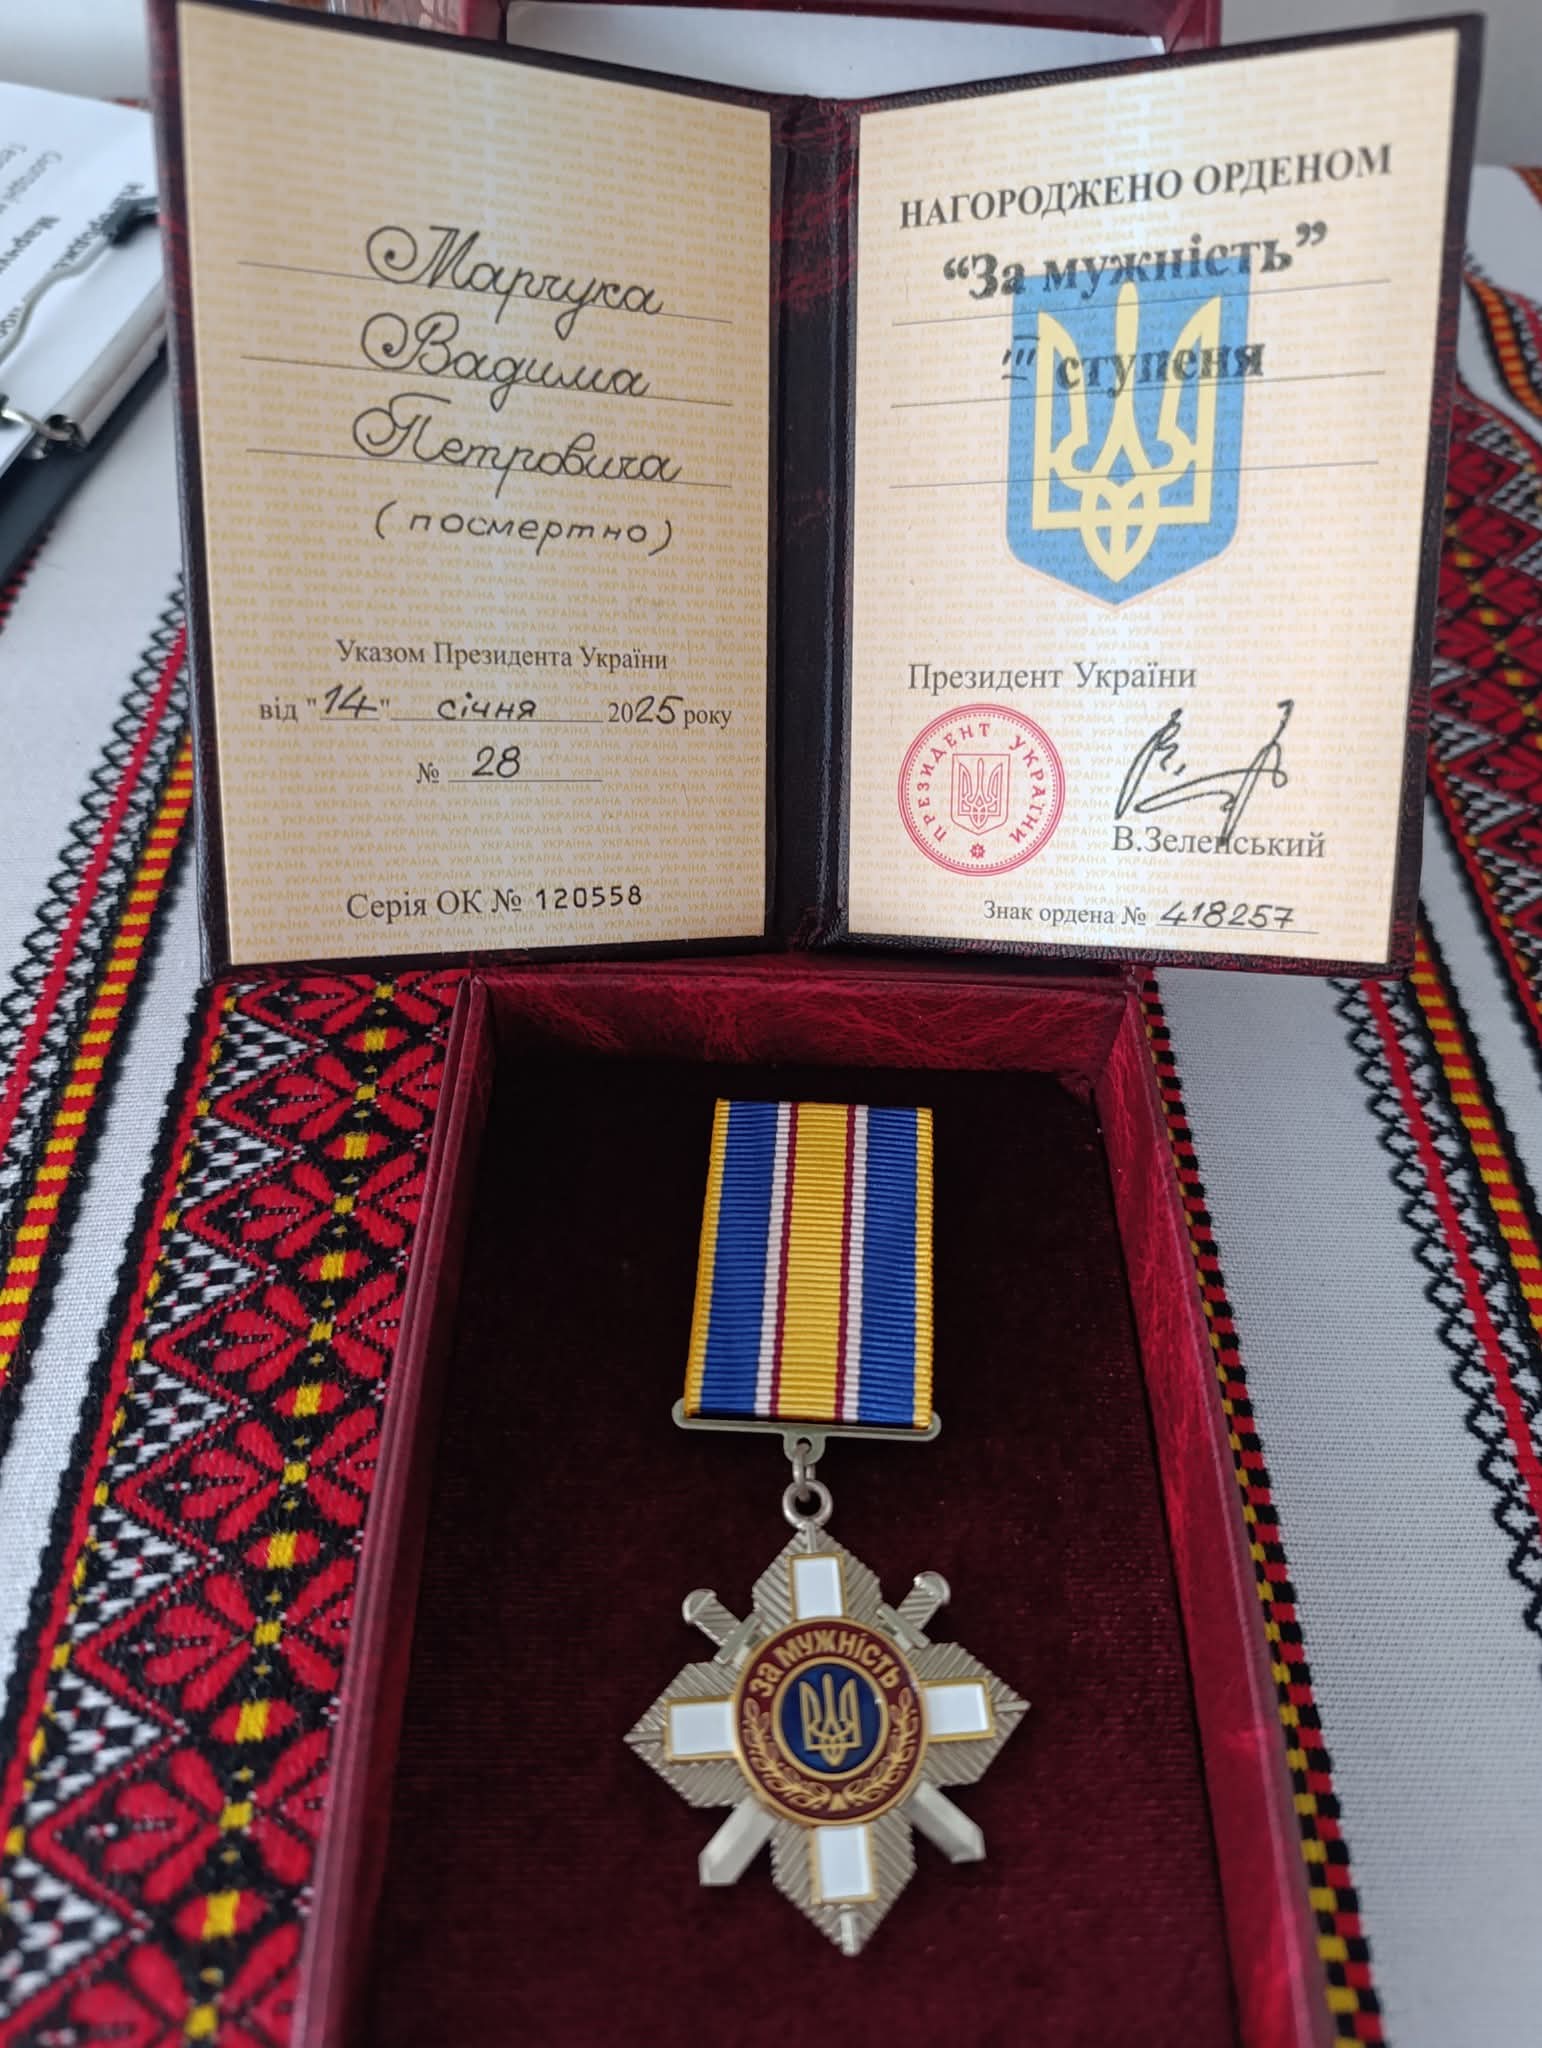 Марчука
Вадима
Петровича
(посмертно)
Указом Президента України
від "14" січня 2025 року
№ 28
Серія ОК № 120558
НАГОРОДЖЕНО ОРДЕНОМ
“За мужність”
III ступеня
Президент України
ПРЕЗИДЕНТ УКРАЇНИ
В.Зеленський
Знак ордена № 418257
За мужність